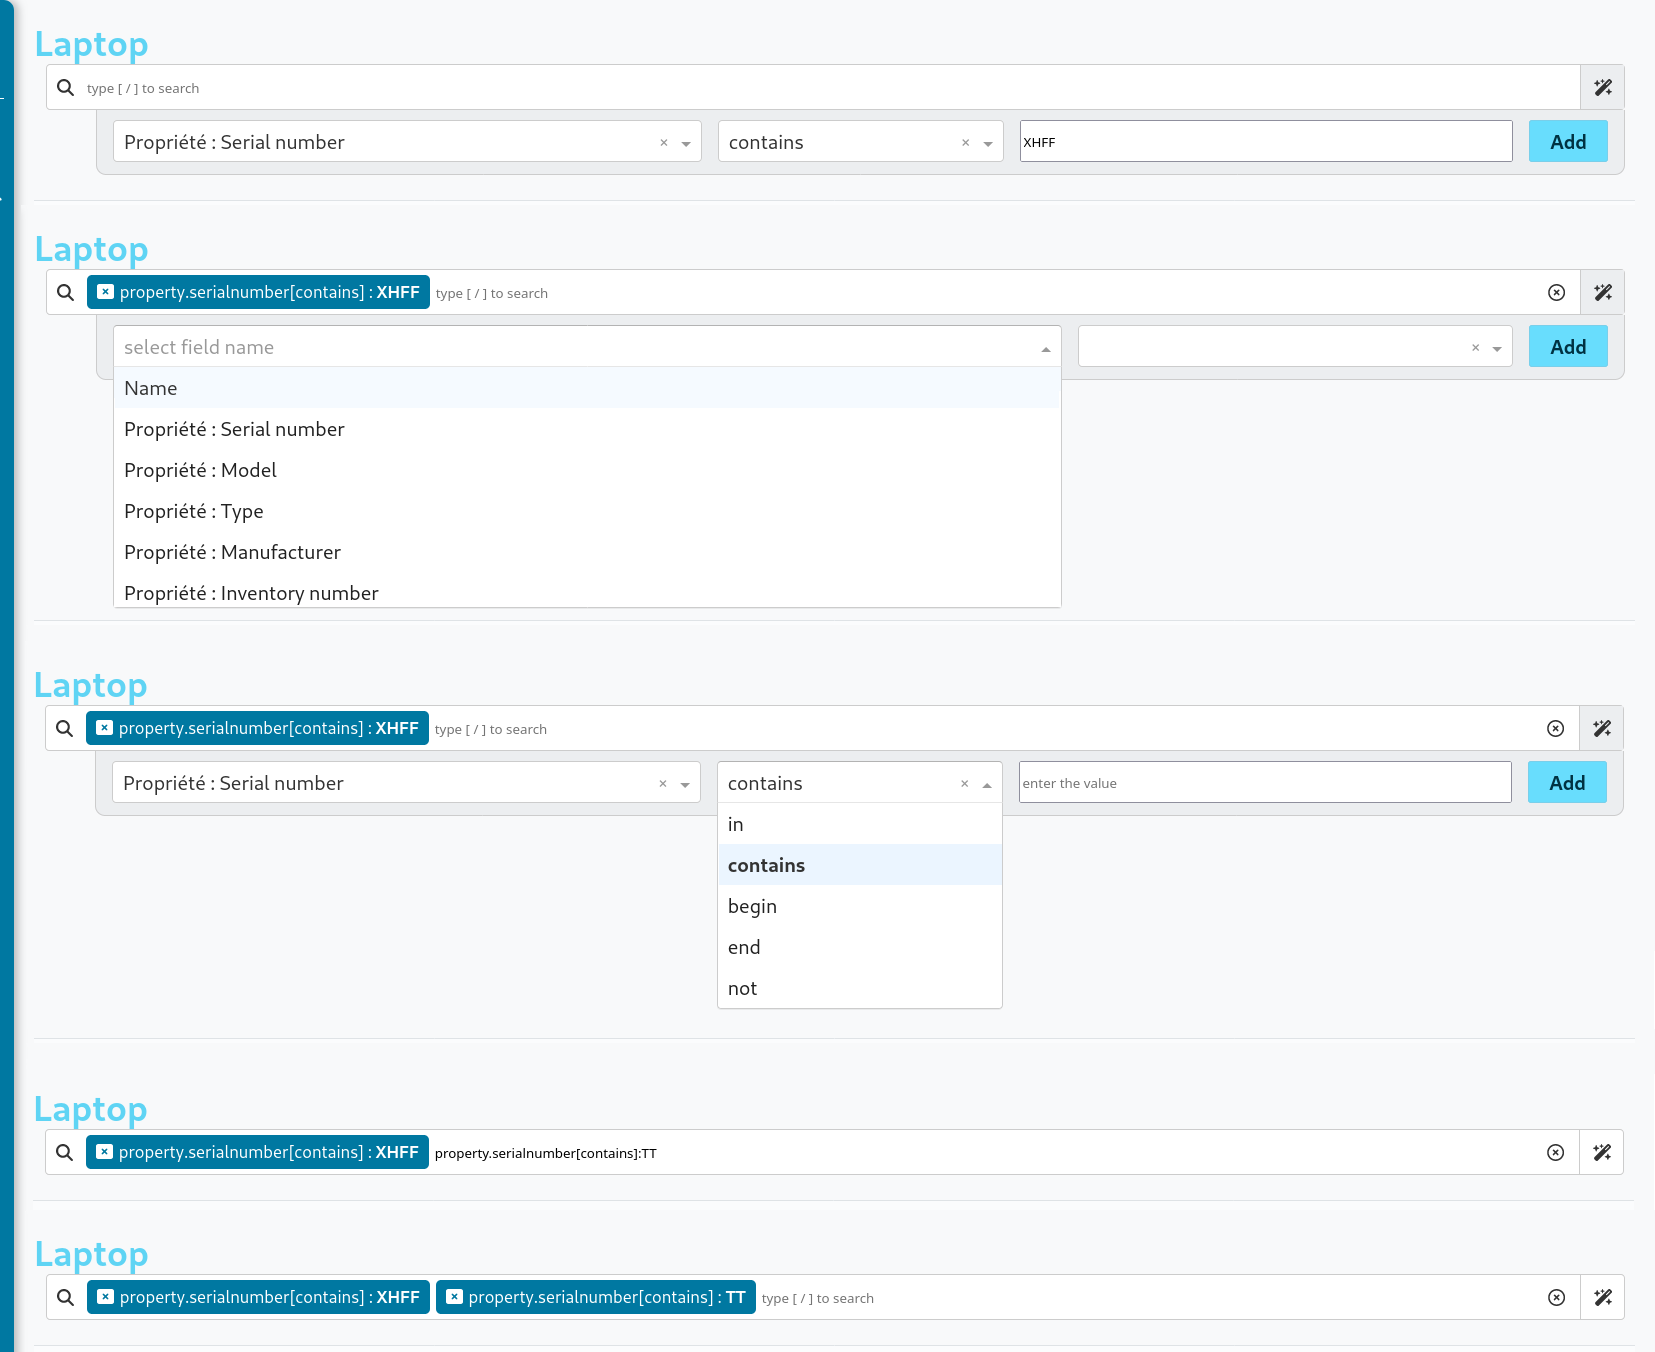 Laptop
type [ / ] to search
Propriété : Serial number × contains × XHFF Add
Laptop
property.serialnumber[contains] : XHFF type [ / ] to search
select field name × Add
Name
Propriété : Serial number
Propriété : Model
Propriété : Type
Propriété : Manufacturer
Propriété : Inventory number
Laptop
property.serialnumber[contains] : XHFF type [ / ] to search
Propriété : Serial number × contains × enter the value Add
in
contains
begin
end
not
Laptop
property.serialnumber[contains] : XHFF property.serialnumber[contains]:TT
Laptop
property.serialnumber[contains] : XHFF property.serialnumber[contains] : TT type [ / ] to search